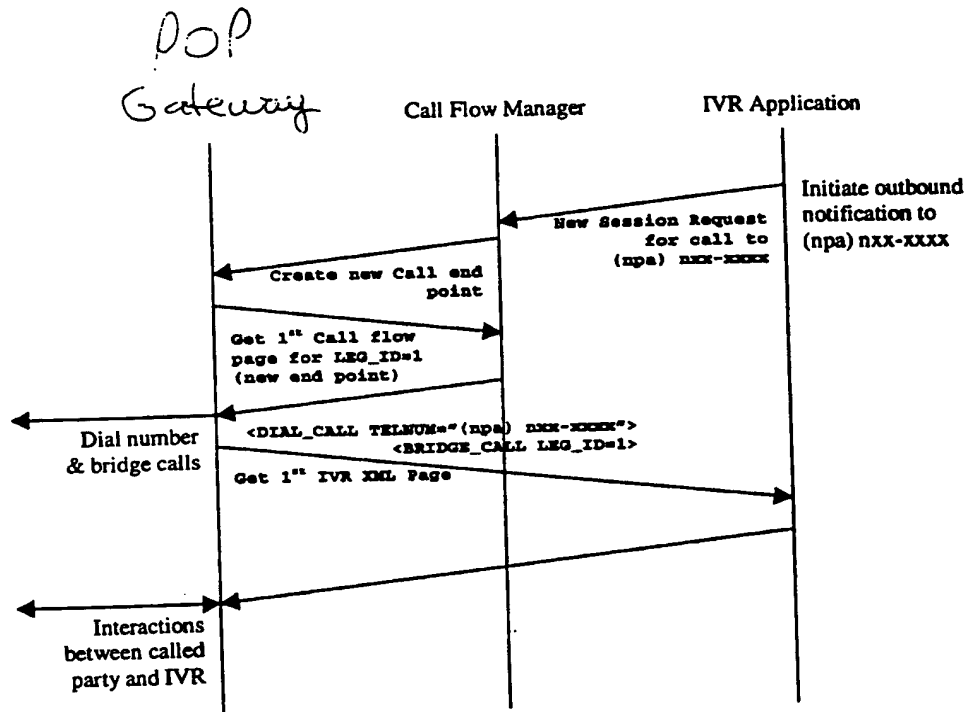 POP
Gateway
Call Flow Manager
IVR Application
Initiate outbound
notification to
(npa) nxx-xxxx
New Session Request
for call to
(npa) nxx-xxxx
Create new Call end
point
Get 1st Call flow
page for LEG_ID=1
(new end point)
<DIAL_CALL TELNUM="(npa) nxx-xxxx">
<BRIDGE_CALL LEG_ID=1>
Dial number
& bridge calls
Get 1st IVR XML Page
Interactions
between called
party and IVR